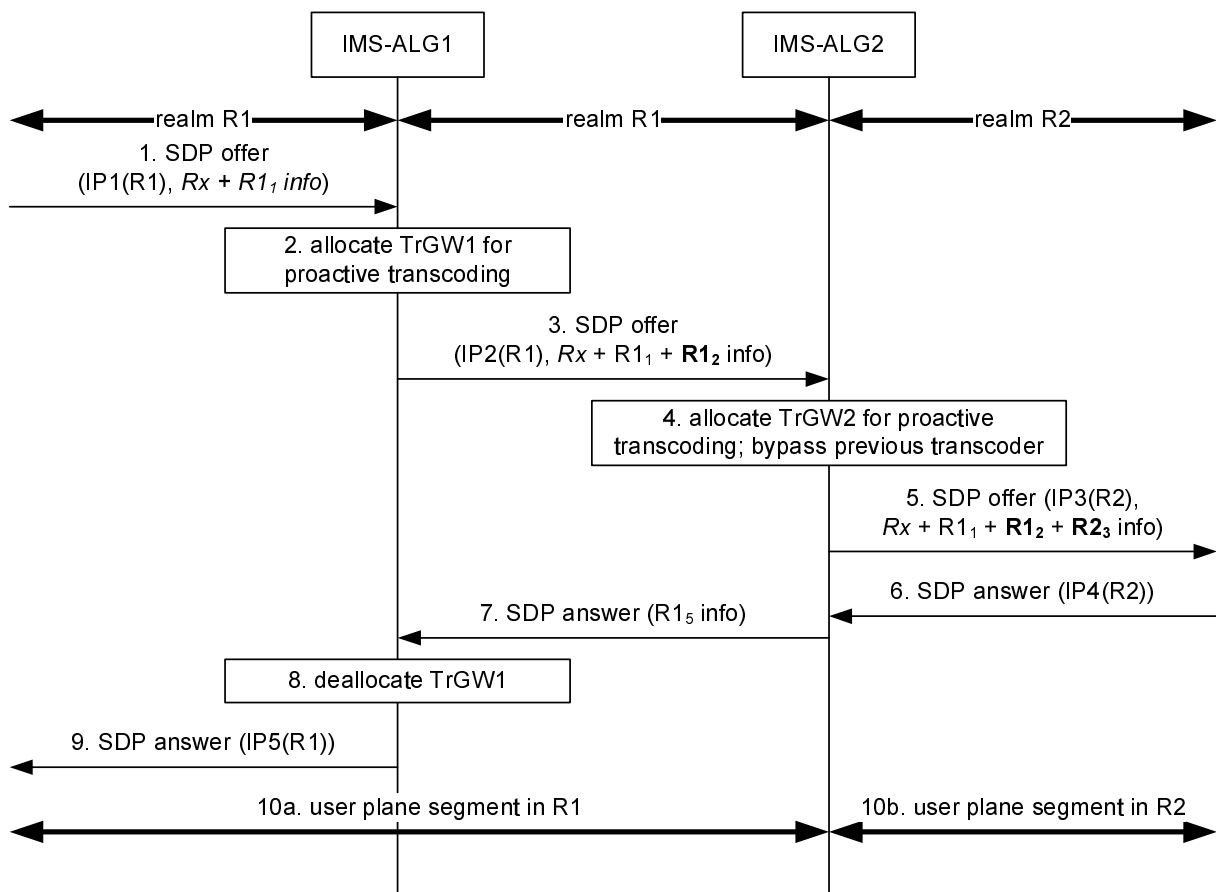 IMS-ALG1
IMS-ALG2
realm R1
realm R1
realm R2
1. SDP offer
(IP1(R1), Rx + R1₁ info)
2. allocate TrGW1 for
proactive transcoding
3. SDP offer
(IP2(R1), Rx + R1₁ + R1₂ info)
4. allocate TrGW2 for proactive
transcoding; bypass previous transcoder
5. SDP offer (IP3(R2),
Rx + R1₁ + R1₂ + R2₃ info)
6. SDP answer (IP4(R2))
7. SDP answer (R1₅ info)
8. deallocate TrGW1
9. SDP answer (IP5(R1))
10a. user plane segment in R1
10b. user plane segment in R2